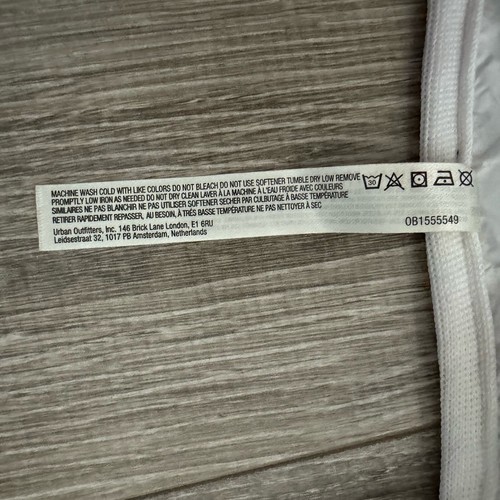 MACHINE WASH COLD WITH LIKE COLORS DO NOT BLEACH DO NOT USE SOFTENER TUMBLE DRY LOW REMOVE
PROMPTLY LOW IRON AS NEEDED DO NOT DRY CLEAN LAVER À LA MACHINE À L'EAU FROIDE AVEC COULEURS
SIMILAIRES NE PAS BLANCHIR NE PAS UTILISER SOFTENER SECHER PAR CULBUTAGE À BASSE TEMPÉRATURE
RETIRER RAPIDEMENT REPASSER, AU BESOIN, À TRÈS BASSE TEMPÉRATURE NE PAS NETTOYER À SEC
Urban Outfitters, Inc. 146 Brick Lane London, E1 6RU
Leidsestraat 32, 1017 PB Amsterdam, Netherlands
30
0B1555549